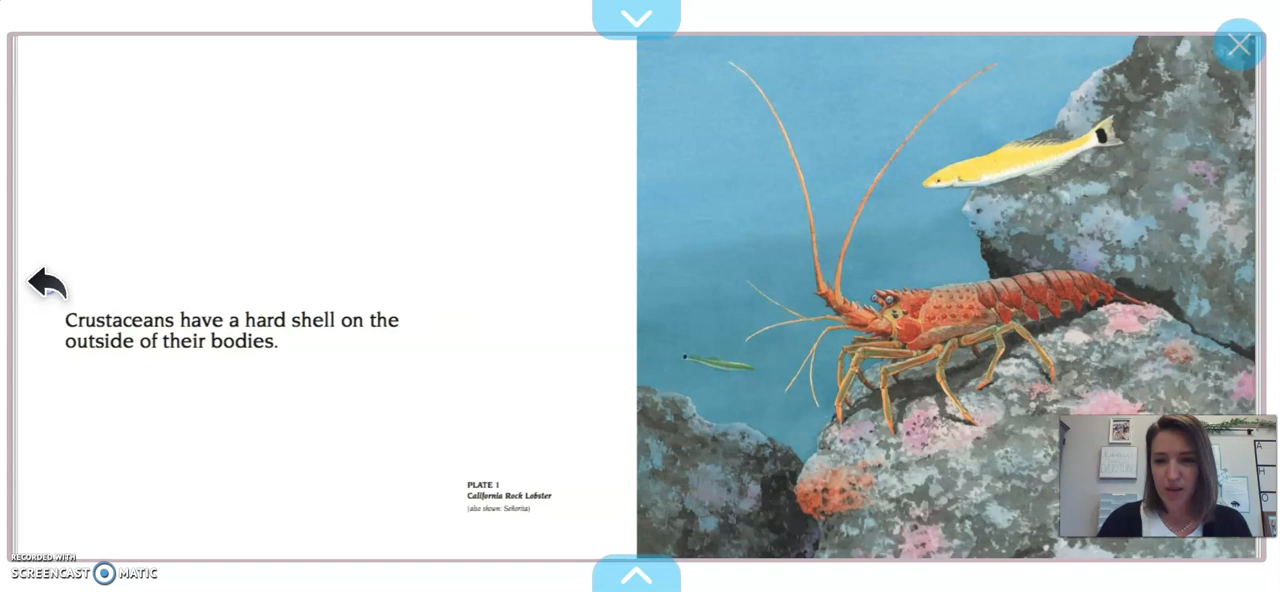 Crustaceans have a hard shell on the
outside of their bodies.
PLATE 1
California Rock Lobster
(also shown: Señorita)
RECORDED WITH
SCREENCAST MATIC
A
H